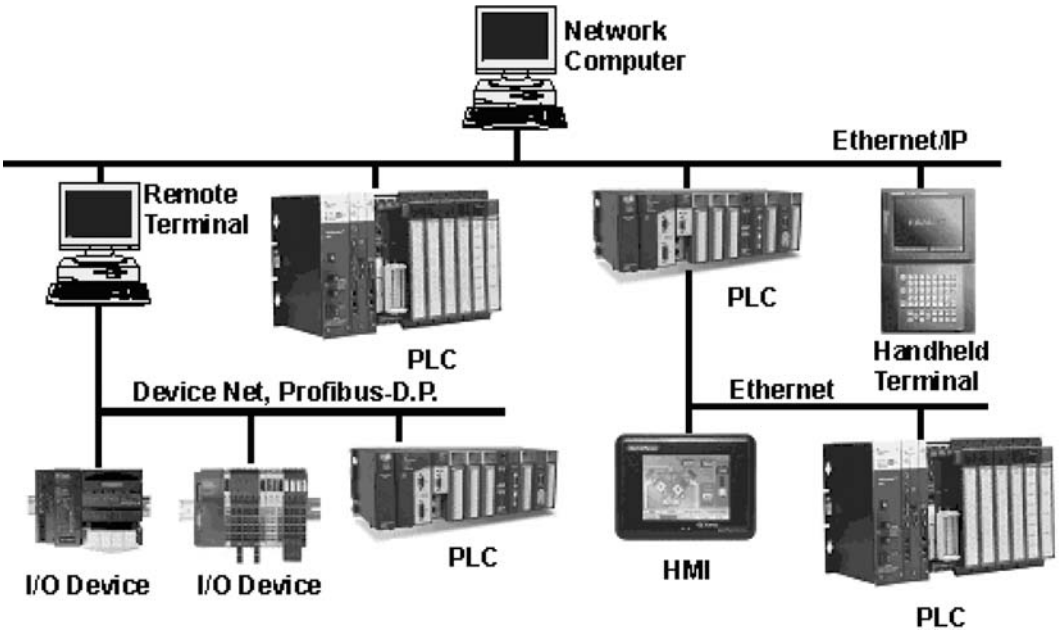 Network
Computer
Ethernet/IP
Remote
Terminal
PLC
PLC
Handheld
Terminal
Device Net, Profibus-D.P.
Ethernet
I/O Device
I/O Device
PLC
HMI
PLC